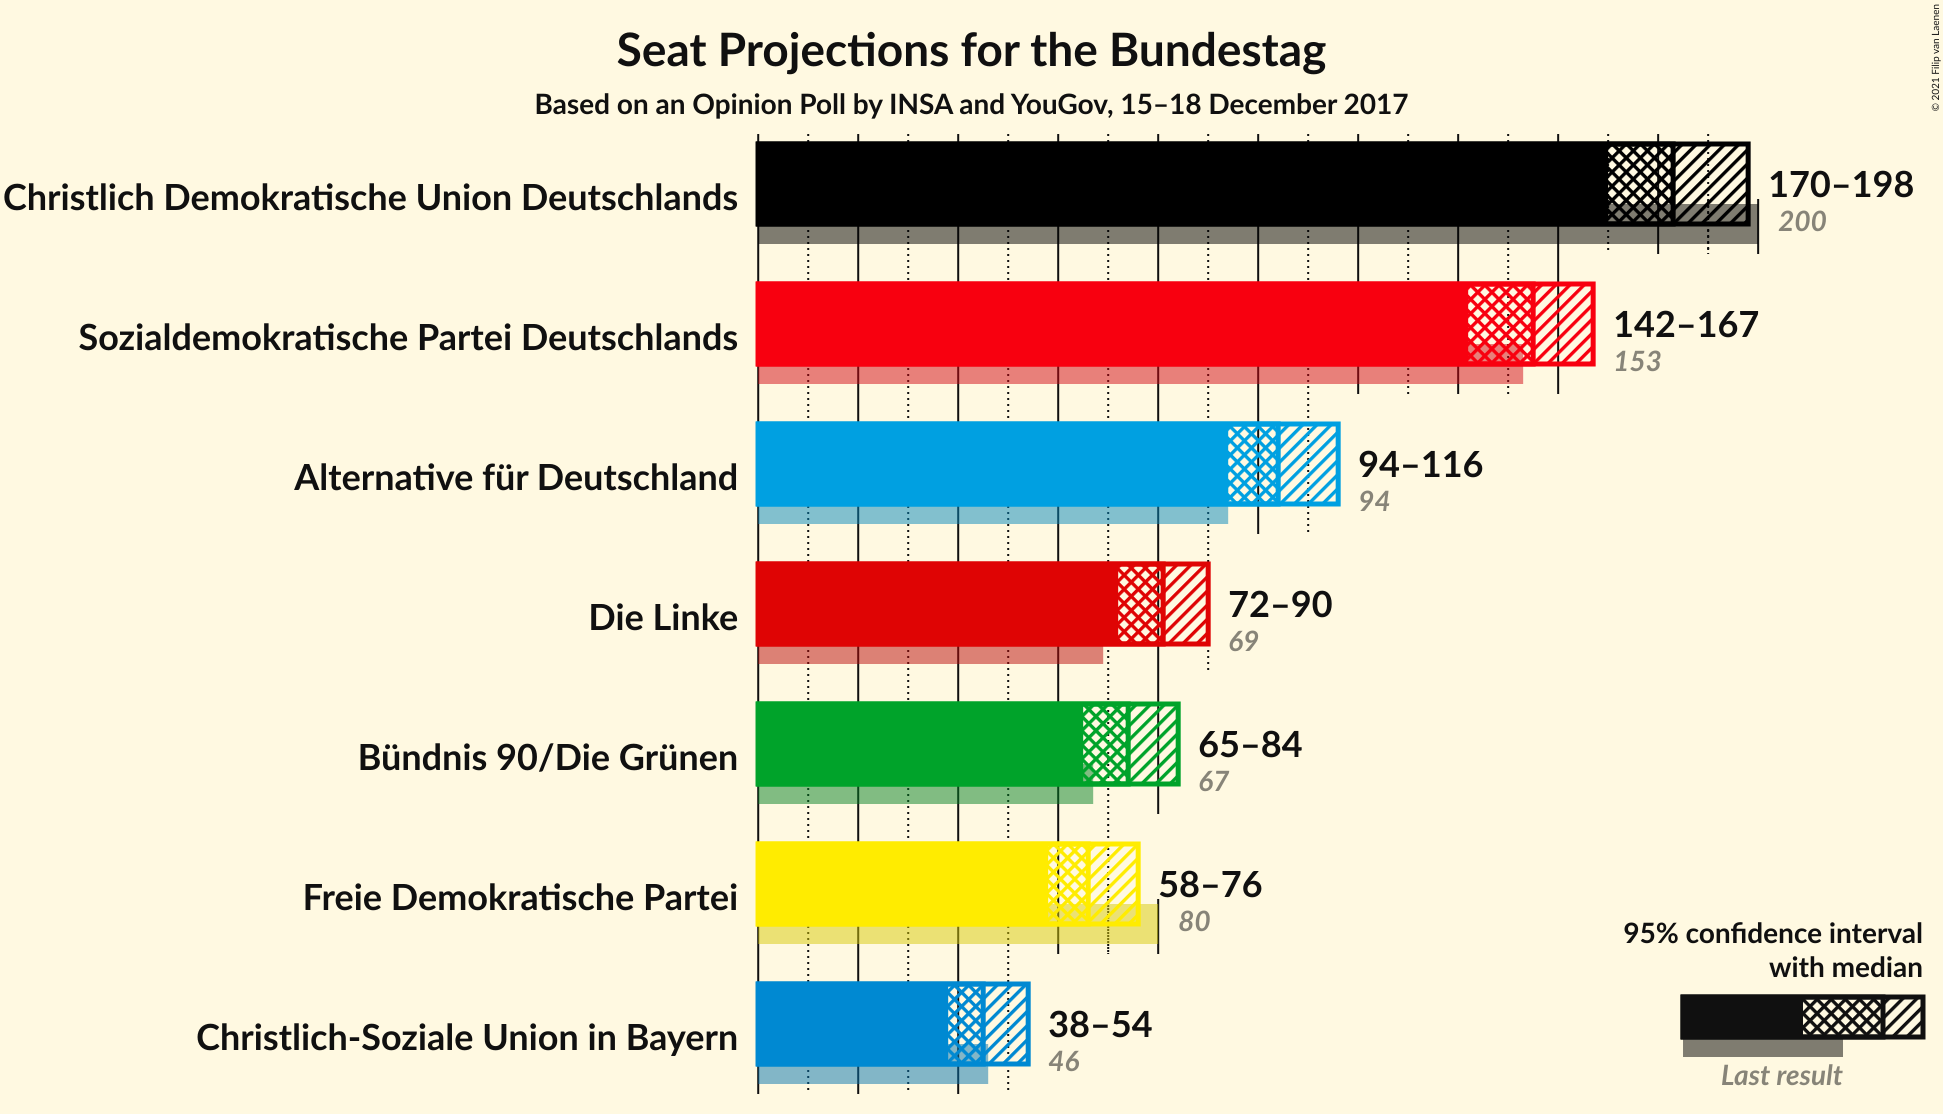 Seat Projections for the Bundestag
Based on an Opinion Poll by INSA and YouGov, 15–18 December 2017
© 2021 Filip van Laenen
Christlich Demokratische Union Deutschlands
170–198
200
Sozialdemokratische Partei Deutschlands
142–167
153
Alternative für Deutschland
94–116
94
Die Linke
72–90
69
Bündnis 90/Die Grünen
65–84
67
Freie Demokratische Partei
58–76
80
Christlich-Soziale Union in Bayern
38–54
46
95% confidence interval
with median
Last result